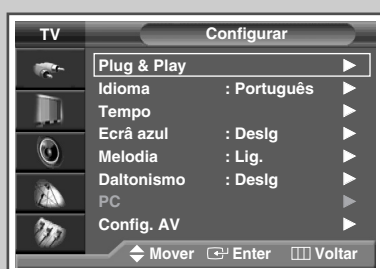 TV Configurar
Plug & Play
Idioma : Português
Tempo
Ecrâ azul : Deslg
Melodia : Lig.
Daltonismo : Deslg
PC
Config. AV
Mover Enter Voltar